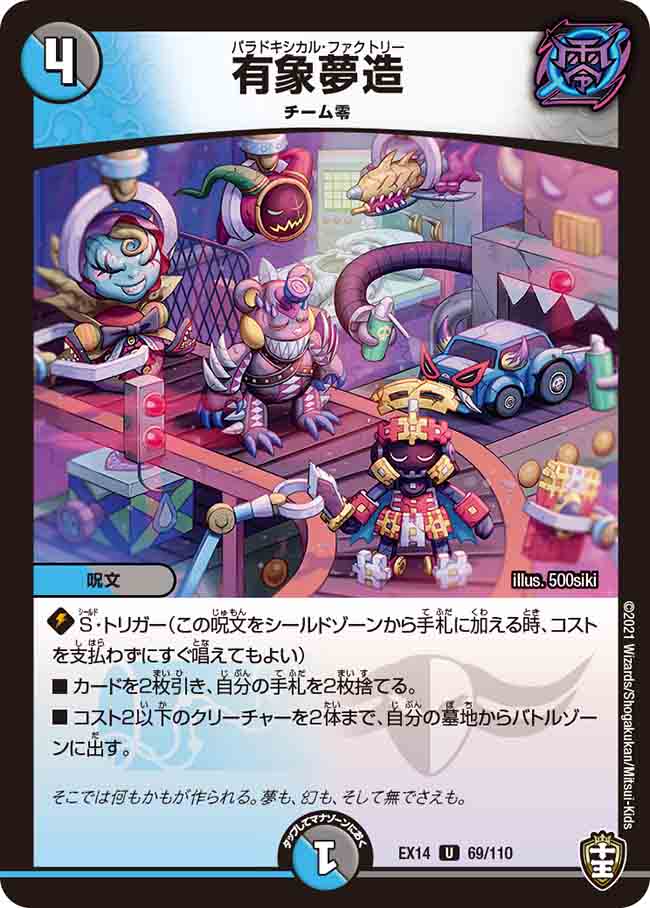 4
パラドキシカル・ファクトリー
有象夢造
チーム零
零
呪文
illus. 500siki
S・トリガー(この呪文をシールドゾーンから手札に加える時、コスト
を支払わずにすぐ唱えてもよい)
■カードを2枚引き、自分の手札を2枚捨てる。
■コスト2以下のクリーチャーを2体まで、自分の墓地からバトルゾー
ンに出す。
そこでは何もかもが作られる。夢も、幻も、そして無でさえも。
©2021 Wizards/Shogakukan/Mitsui-Kids
タップしてマナゾーンにおく
1
EX14 U 69/110
十王